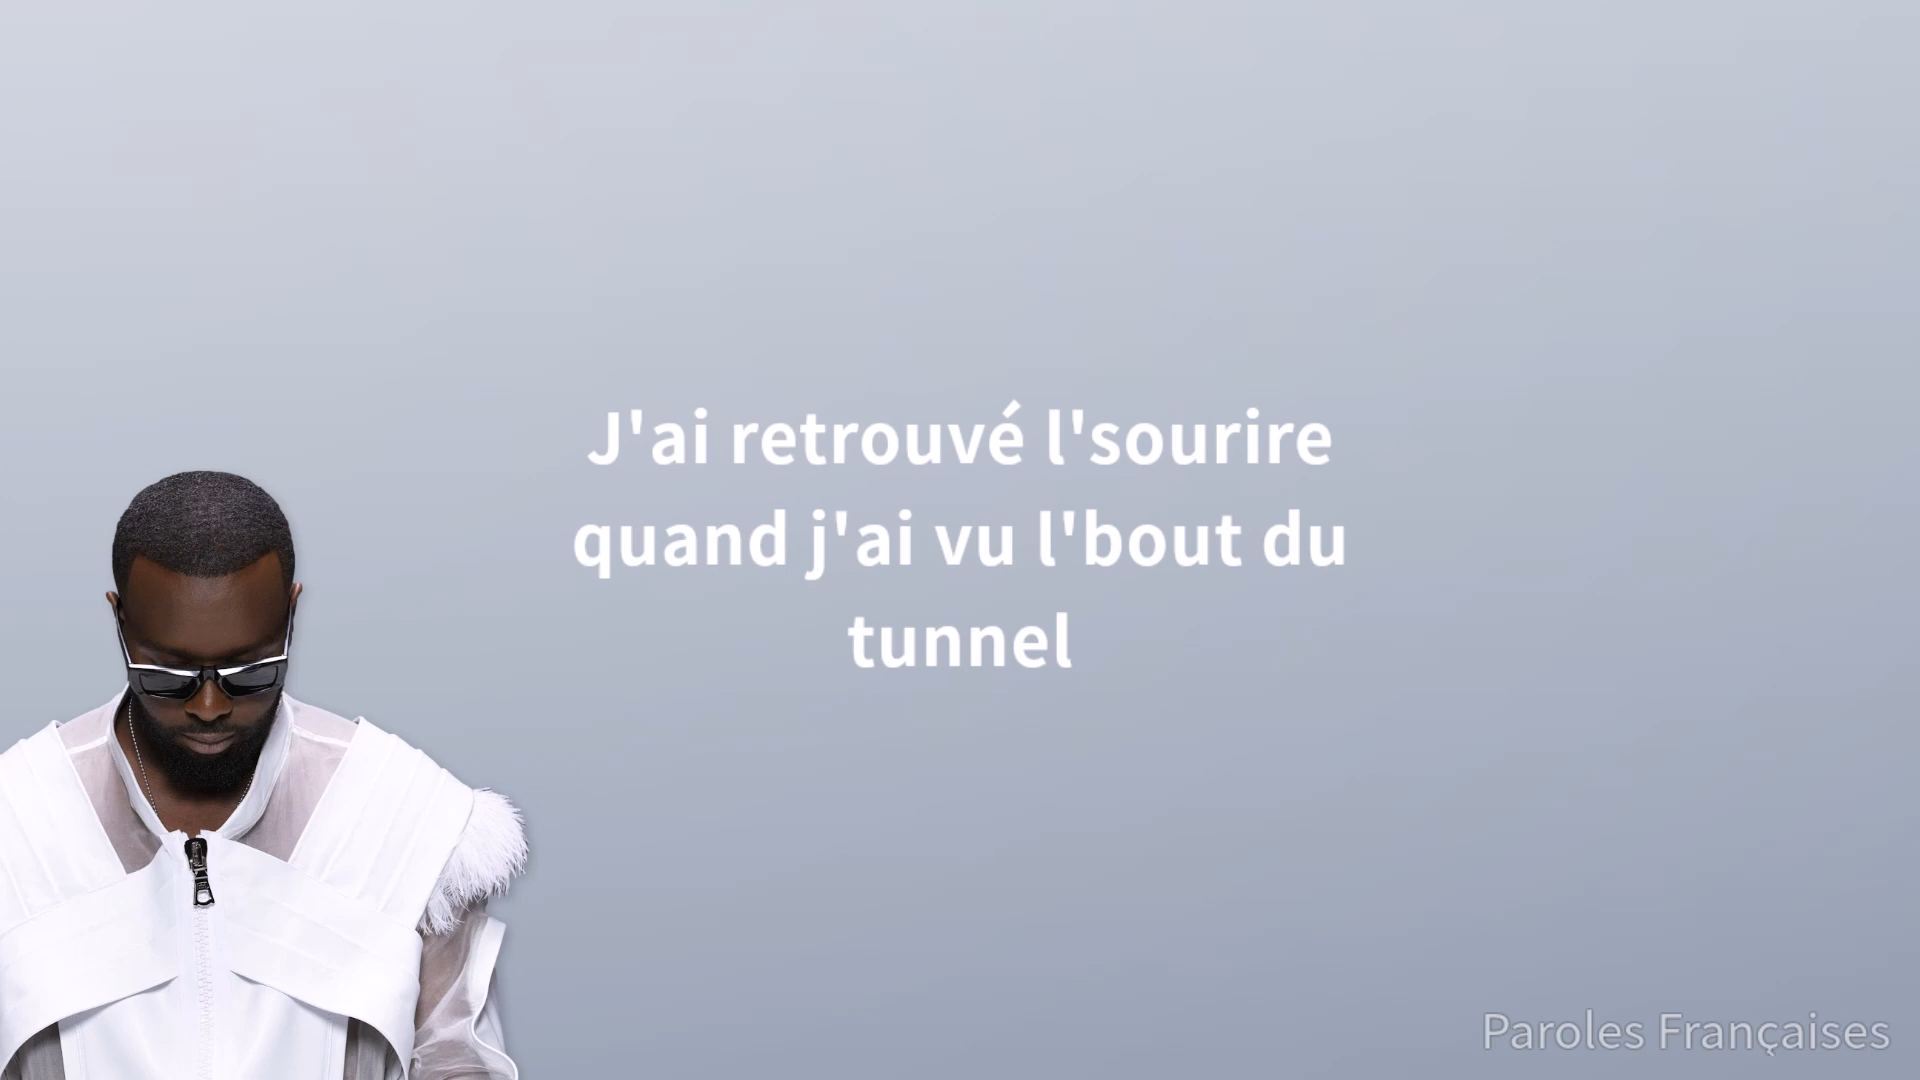 J'ai retrouvé l'sourire
quand j'ai vu l'bout du
tunnel
Paroles Françaises